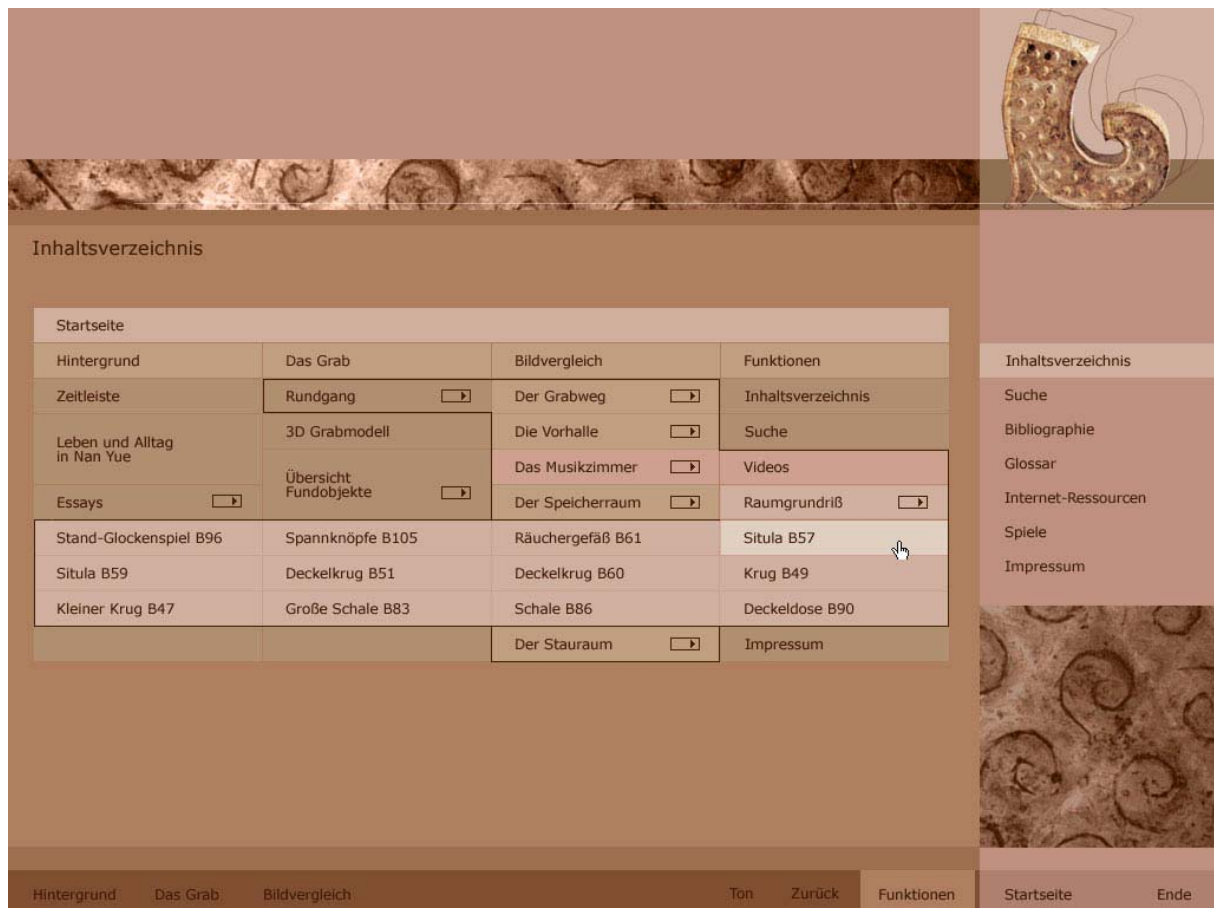 Inhaltsverzeichnis
Startseite
Hintergrund Das Grab Bildvergleich Funktionen
Zeitleiste Rundgang Der Grabweg Inhaltsverzeichnis
Leben und Alltag
in Nan Yue
3D Grabmodell Die Vorhalle Suche
Übersicht
Fundobjekte
Das Musikzimmer Videos
Essays Der Speicherraum Raumgrundriß
Stand-Glockenspiel B96 Spannknöpfe B105 Räuchergefäß B61 Situla B57
Situla B59 Deckelkrug B51 Deckelkrug B60 Krug B49
Kleiner Krug B47 Große Schale B83 Schale B86 Deckeldose B90
Der Stauraum Impressum
Inhaltsverzeichnis
Suche
Bibliographie
Glossar
Internet-Ressourcen
Spiele
Impressum
Hintergrund Das Grab Bildvergleich Ton Zurück Funktionen Startseite Ende